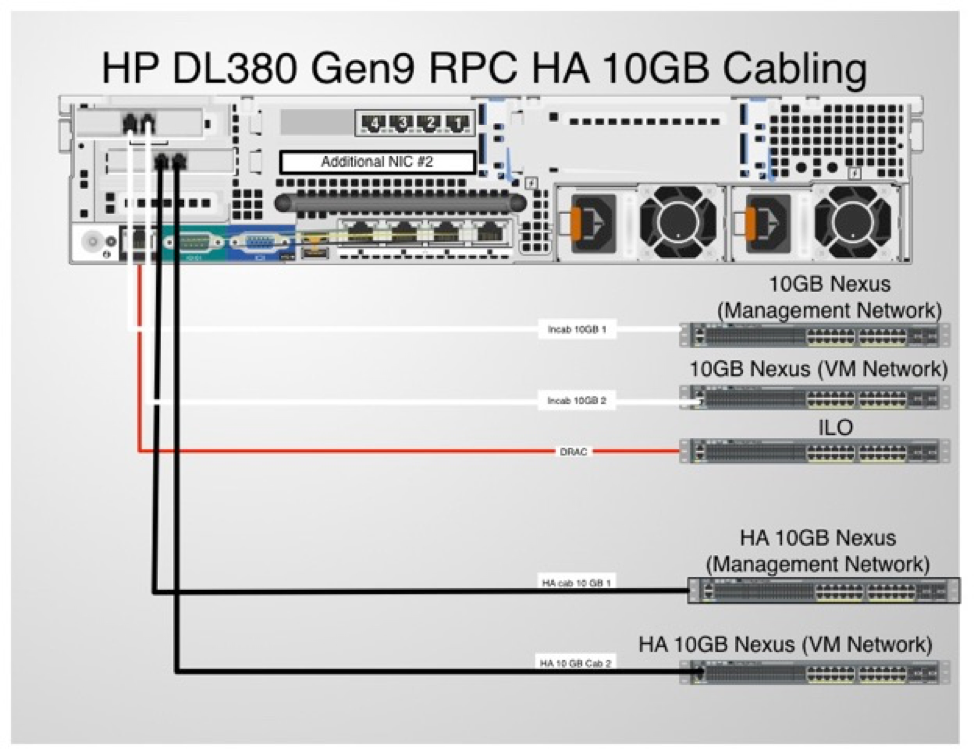 HP DL380 Gen9 RPC HA 10GB Cabling
4 3 2 1
Additional NIC #2
10GB Nexus
(Management Network)
Incab 10GB 1
10GB Nexus (VM Network)
Incab 10GB 2
ILO
DRAC
HA 10GB Nexus
(Management Network)
HA cab 10 GB 1
HA 10GB Nexus (VM Network)
HA 10 GB Cab 2